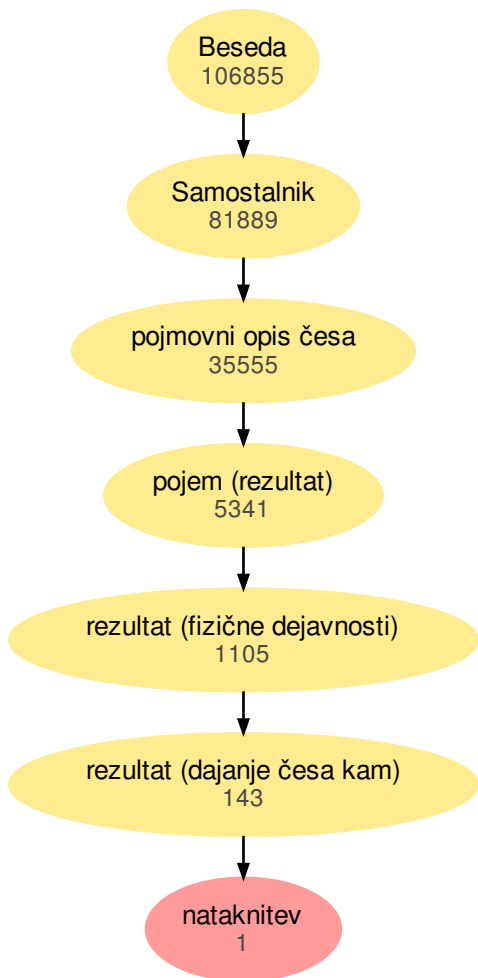 Beseda
106855
Samostalnik
81889
pojmovni opis česa
35555
pojem (rezultat)
5341
rezultat (fizične dejavnosti)
1105
rezultat (dajanje česa kam)
143
nataknitev
1